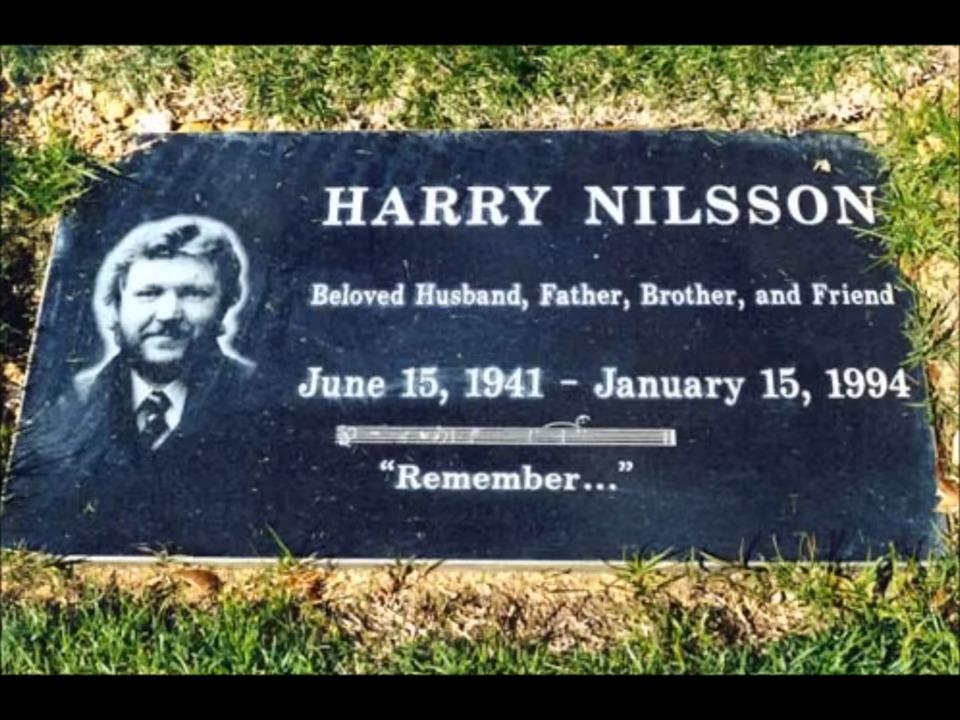 HARRY NILSSON
Beloved Husband, Father, Brother, and Friend
June 15, 1941 – January 15, 1994
“Remember...”